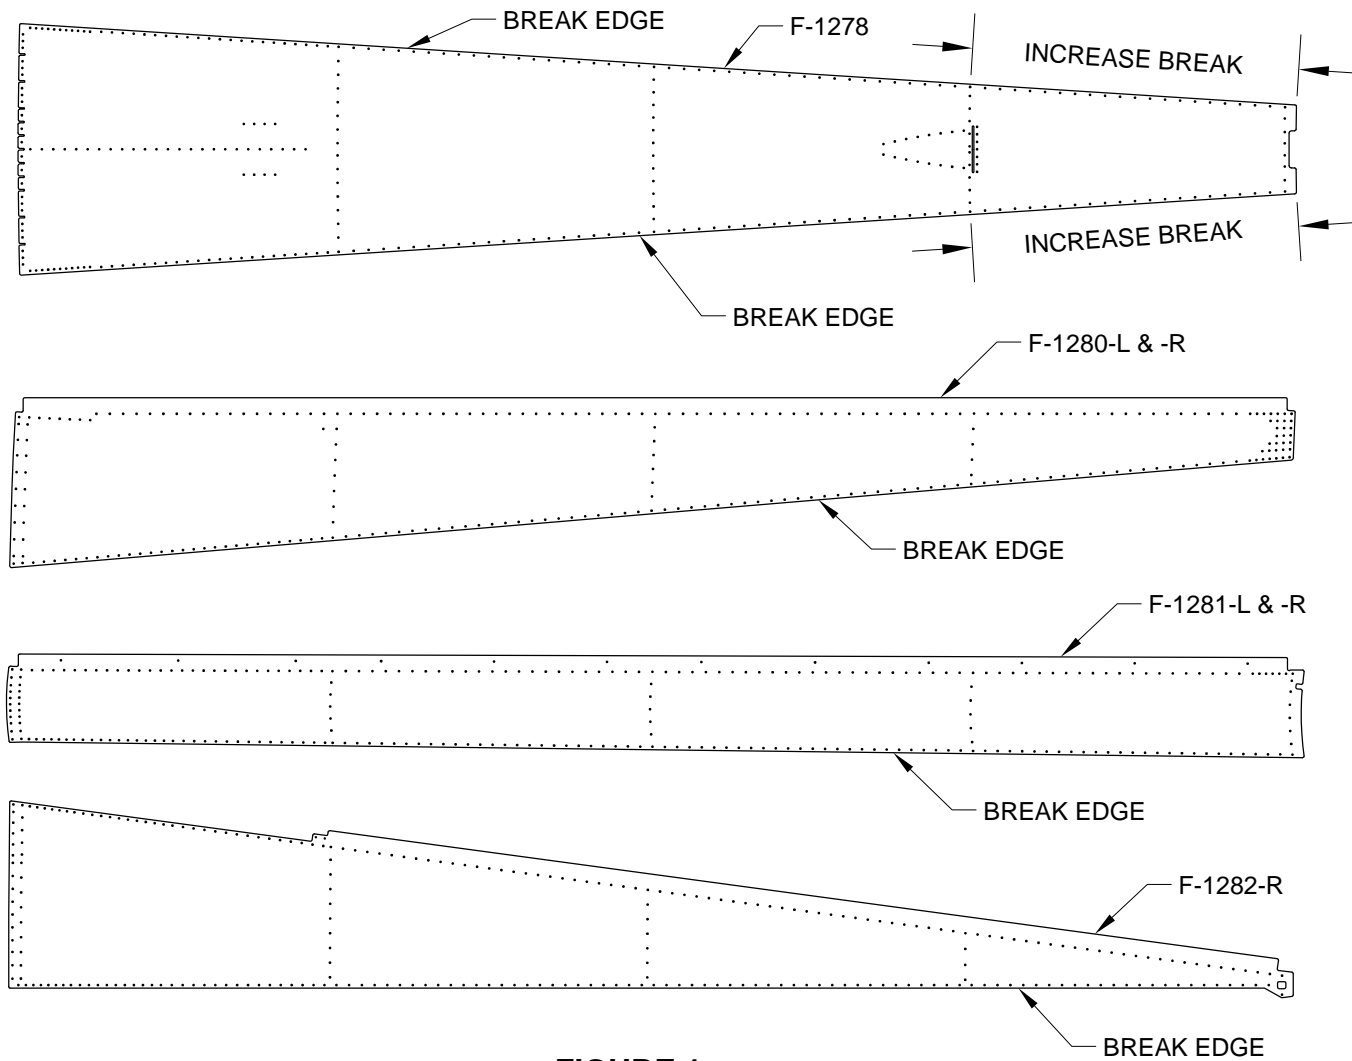 BREAK EDGE
F-1278
INCREASE BREAK
INCREASE BREAK
BREAK EDGE
F-1280-L & -R
BREAK EDGE
F-1281-L & -R
BREAK EDGE
F-1282-R
BREAK EDGE